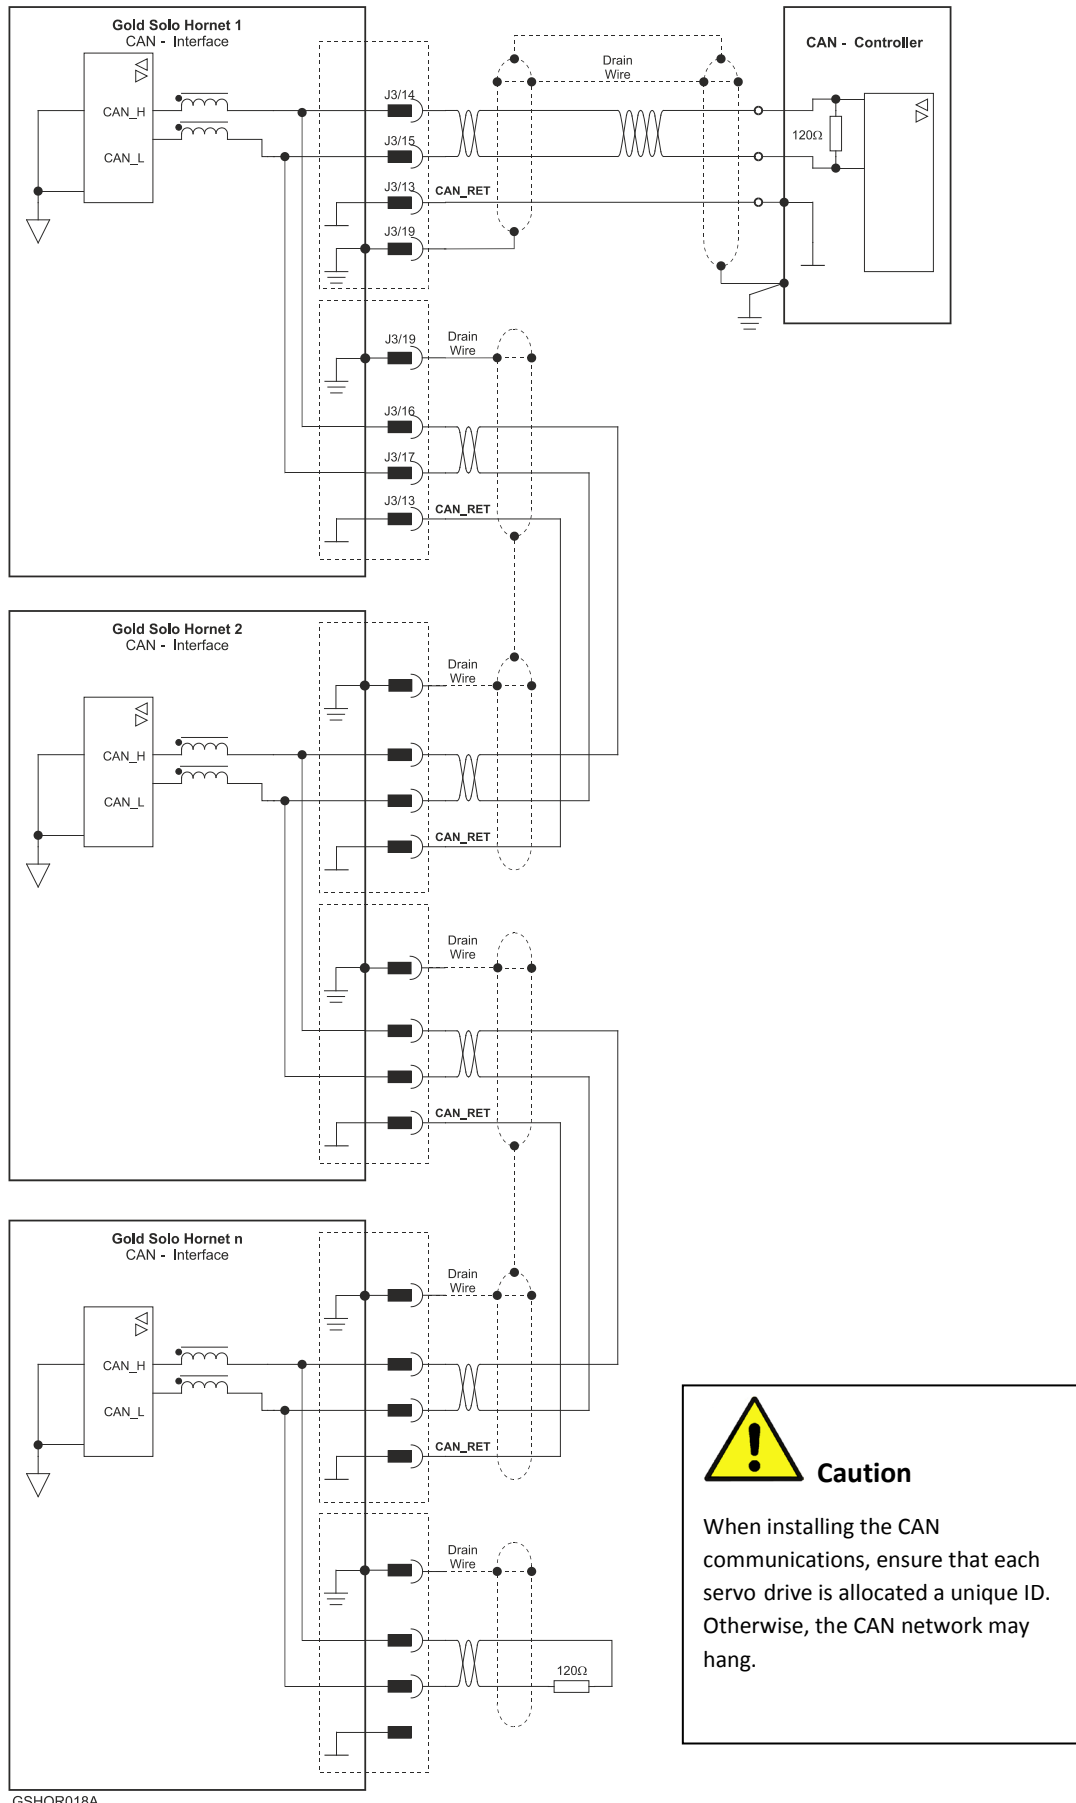 Gold Solo Hornet 1
CAN - Interface
CAN_H
CAN_L
J3/14
J3/15
J3/13
CAN_RET
J3/19
Drain
Wire
CAN - Controller
120Ω
J3/19
Drain
Wire
J3/16
J3/17
J3/13
CAN_RET
Gold Solo Hornet 2
CAN - Interface
CAN_H
CAN_L
Drain
Wire
CAN_RET
Drain
Wire
CAN_RET
Gold Solo Hornet n
CAN - Interface
CAN_H
CAN_L
Drain
Wire
CAN_RET
Drain
Wire
120Ω
Caution
When installing the CAN
communications, ensure that each
servo drive is allocated a unique ID.
Otherwise, the CAN network may
hang.
GSHOR018A